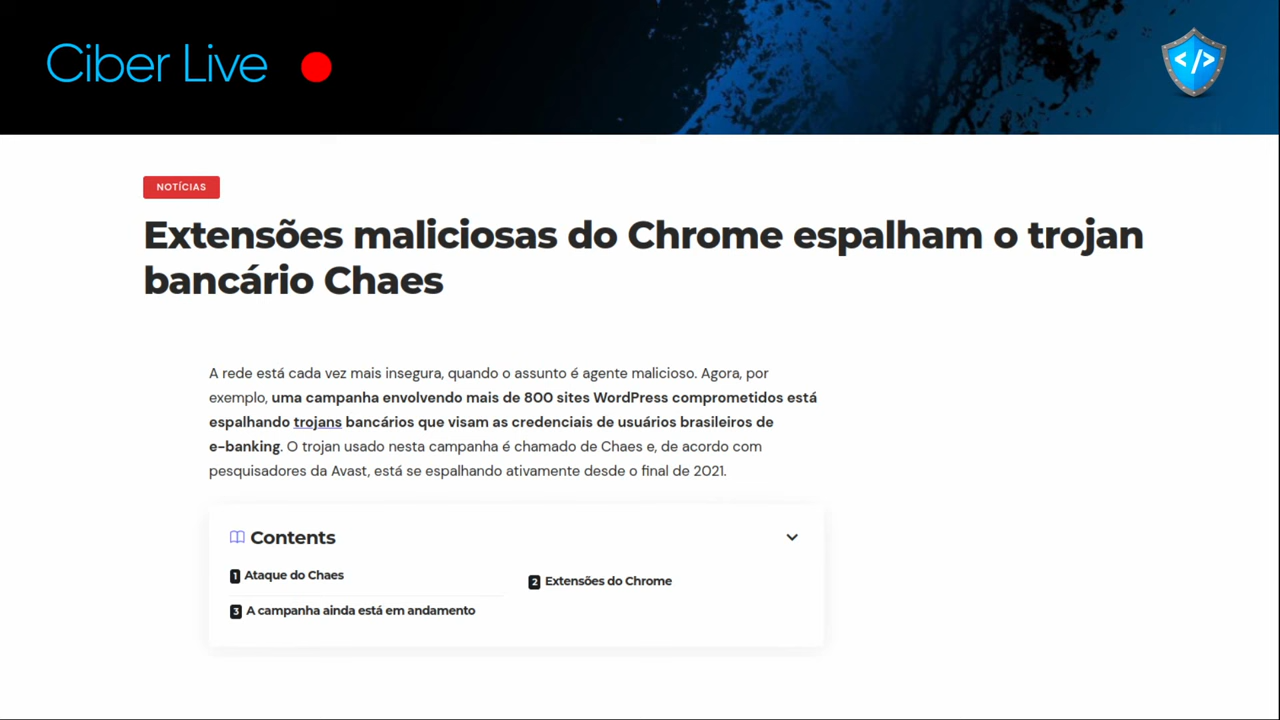 Ciber Live
</>
NOTÍCIAS
Extensões maliciosas do Chrome espalham o trojan
bancário Chaes
A rede está cada vez mais insegura, quando o assunto é agente malicioso. Agora, por
exemplo, uma campanha envolvendo mais de 800 sites WordPress comprometidos está
espalhando trojans bancários que visam as credenciais de usuários brasileiros de
e-banking. O trojan usado nesta campanha é chamado de Chaes e, de acordo com
pesquisadores da Avast, está se espalhando ativamente desde o final de 2021.
Contents
1 Ataque do Chaes
2 Extensões do Chrome
3 A campanha ainda está em andamento